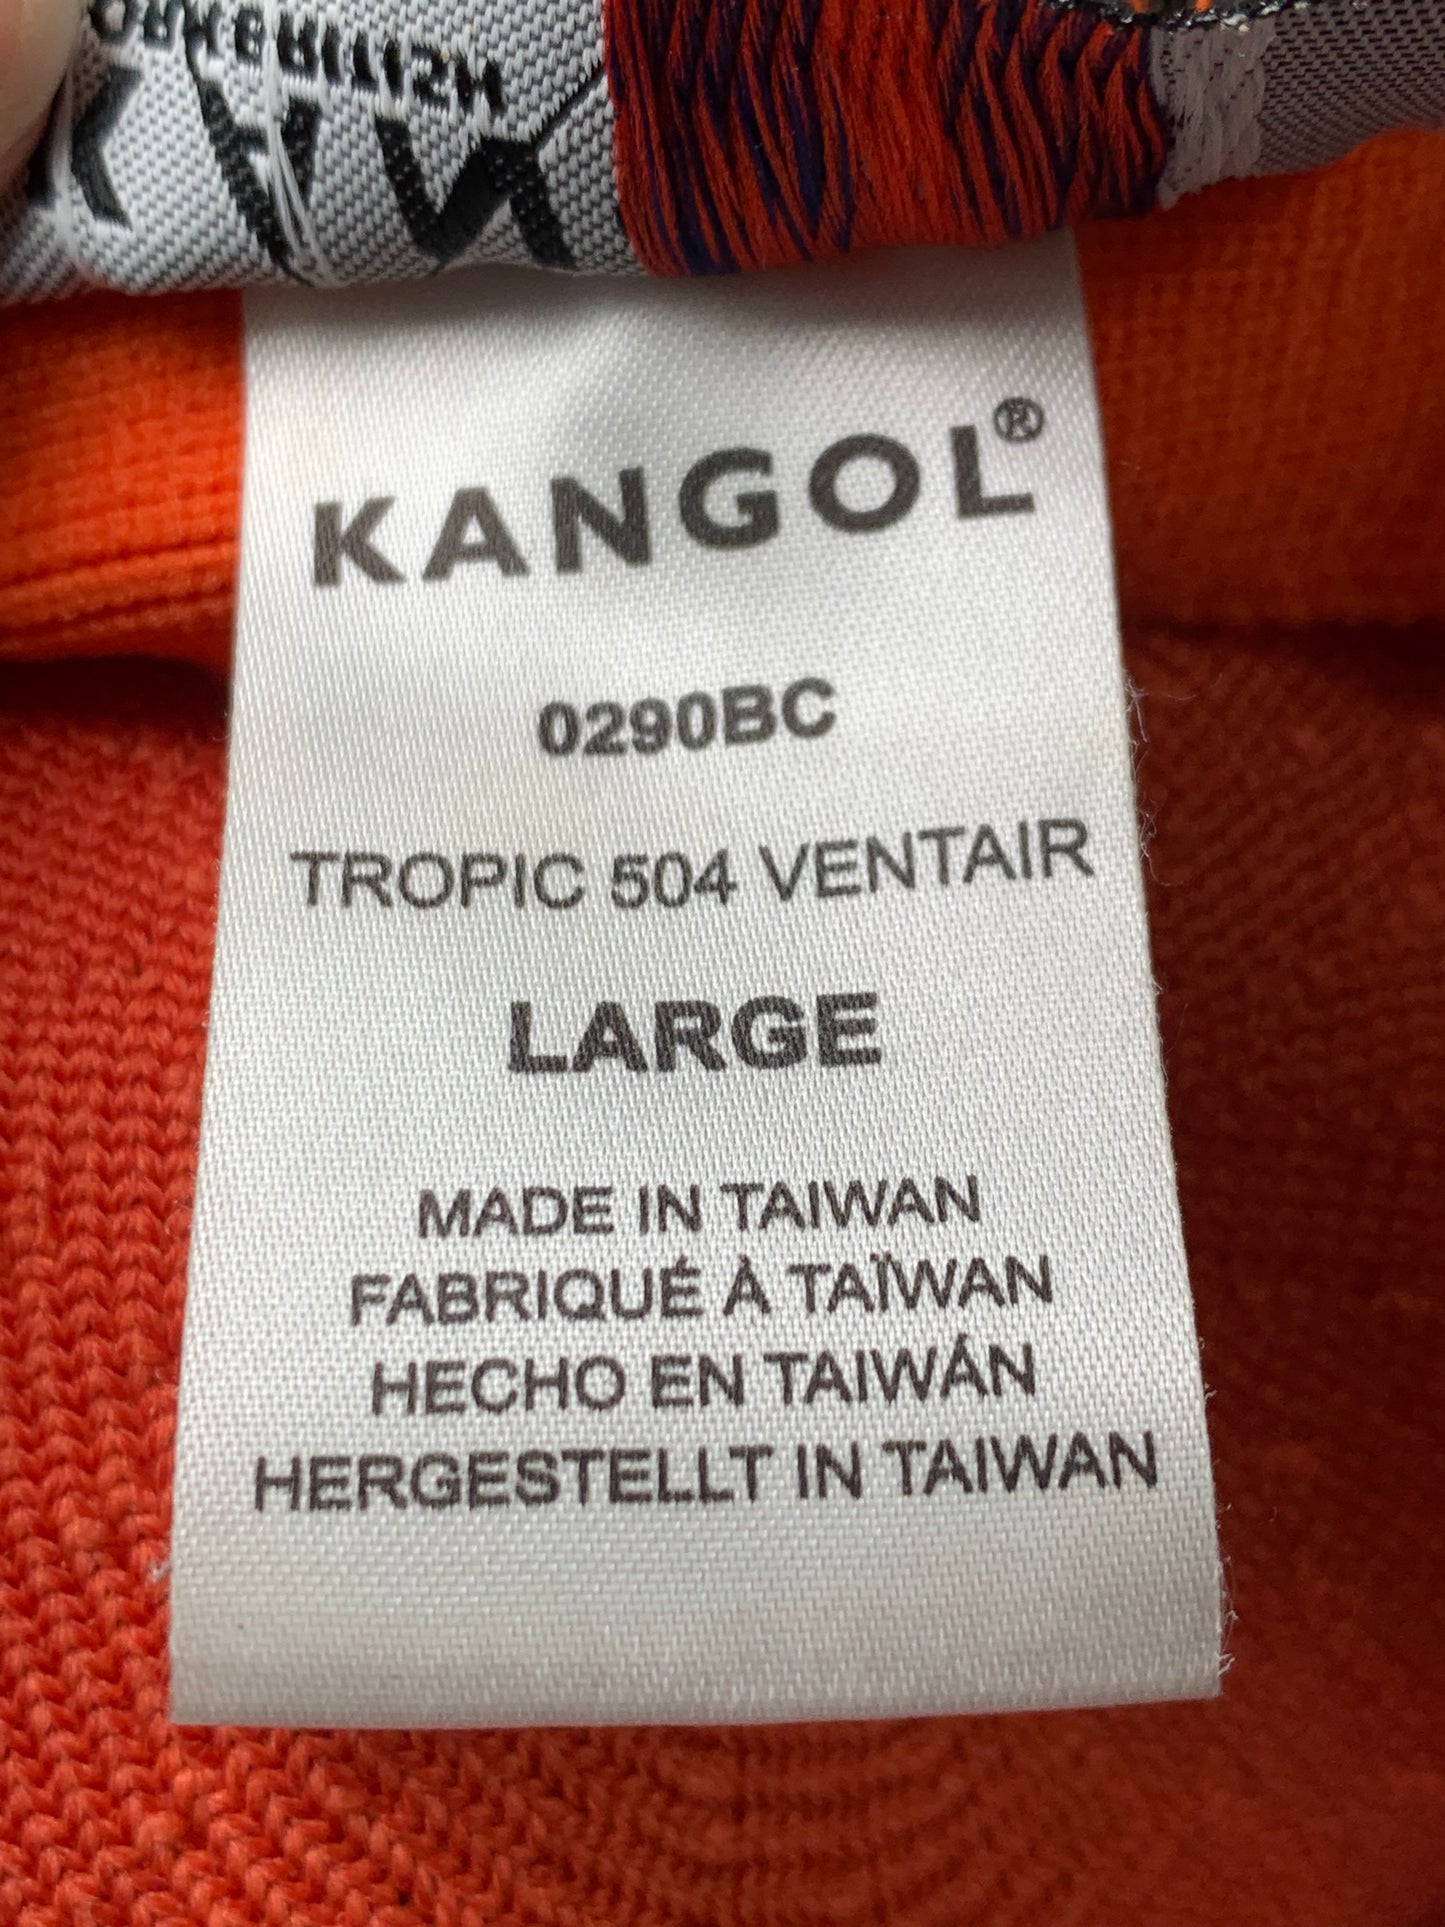 KANGOL®
0290BC
TROPIC 504 VENTAIR
LARGE
MADE IN TAIWAN
FABRIQUÉ À TAÏWAN
HECHO EN TAIWÁN
HERGESTELLT IN TAIWAN